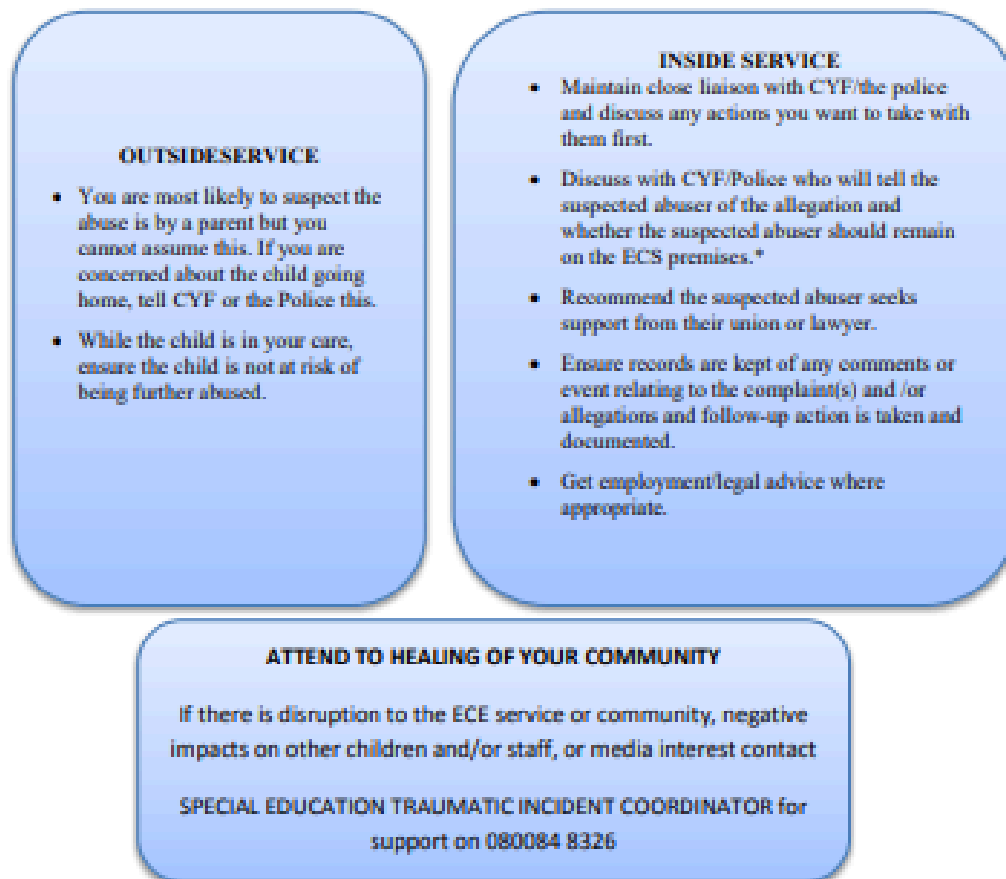 OUTSIDESERVICE
• You are most likely to suspect the
abuse is by a parent but you
cannot assume this. If you are
concerned about the child going
home, tell CYF or the Police this.
• While the child is in your care,
ensure the child is not at risk of
being further abused.
INSIDE SERVICE
• Maintain close liaison with CYF/the police
and discuss any actions you want to take with
them first.
• Discuss with CYF/Police who will tell the
suspected abuser of the allegation and
whether the suspected abuser should remain
on the ECS premises.*
• Recommend the suspected abuser seeks
support from their union or lawyer.
• Ensure records are kept of any comments or
event relating to the complaint(s) and /or
allegations and follow-up action is taken and
documented.
• Get employment/legal advice where
appropriate.
ATTEND TO HEALING OF YOUR COMMUNITY
If there is disruption to the ECE service or community, negative
impacts on other children and/or staff, or media interest contact
SPECIAL EDUCATION TRAUMATIC INCIDENT COORDINATOR for
support on 080084 8326